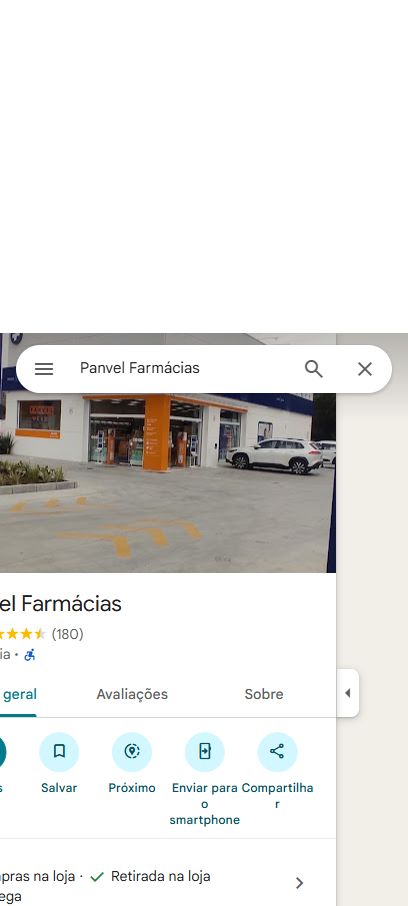 Panvel Farmácias
PANVEL
el Farmácias
(180)
ia ·
geral
Avaliações
Sobre
s
Salvar
Próximo
Enviar para o smartphone
Compartilhar
pras na loja · Retirada na loja
ega